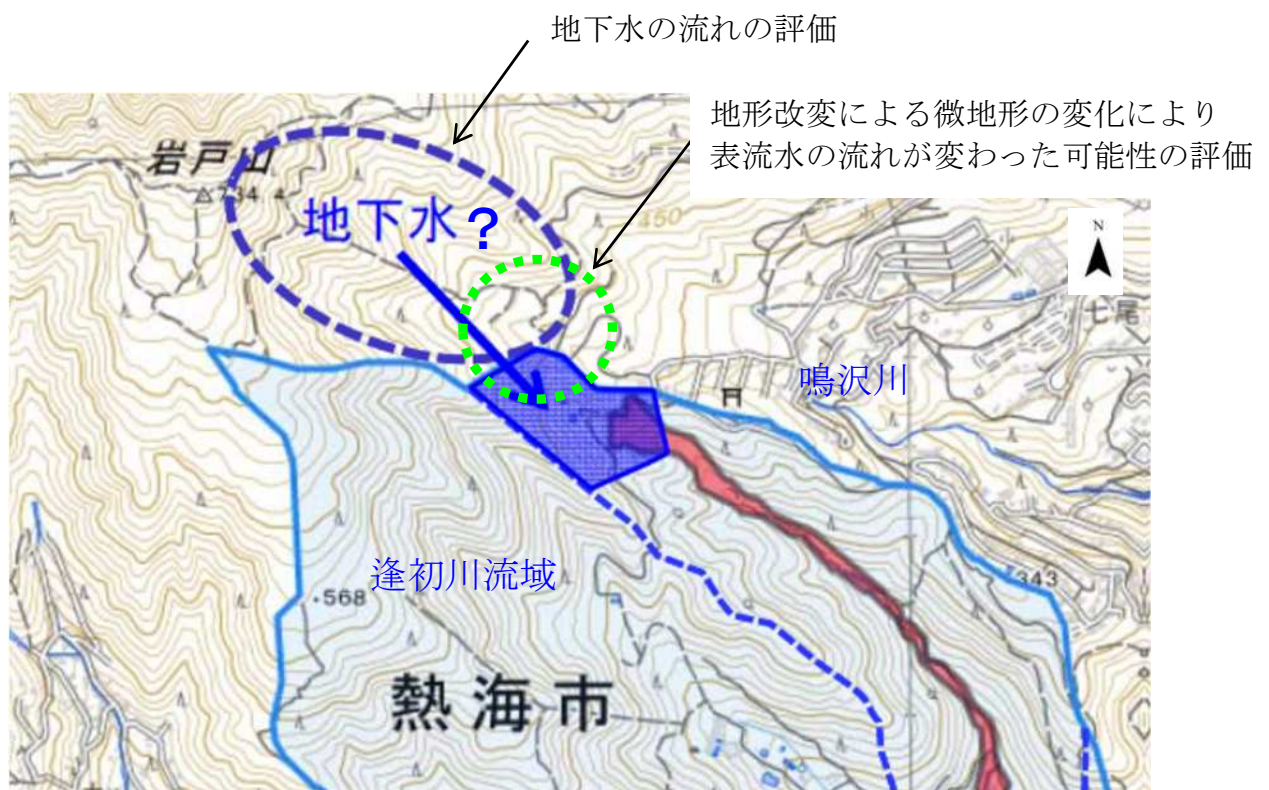 地下水の流れの評価
地形改変による微地形の変化により
表流水の流れが変わった可能性の評価
岩戸山
734
地下水?
450
N
七尾
鳴沢川
逢初川流域
343
568
熱海市